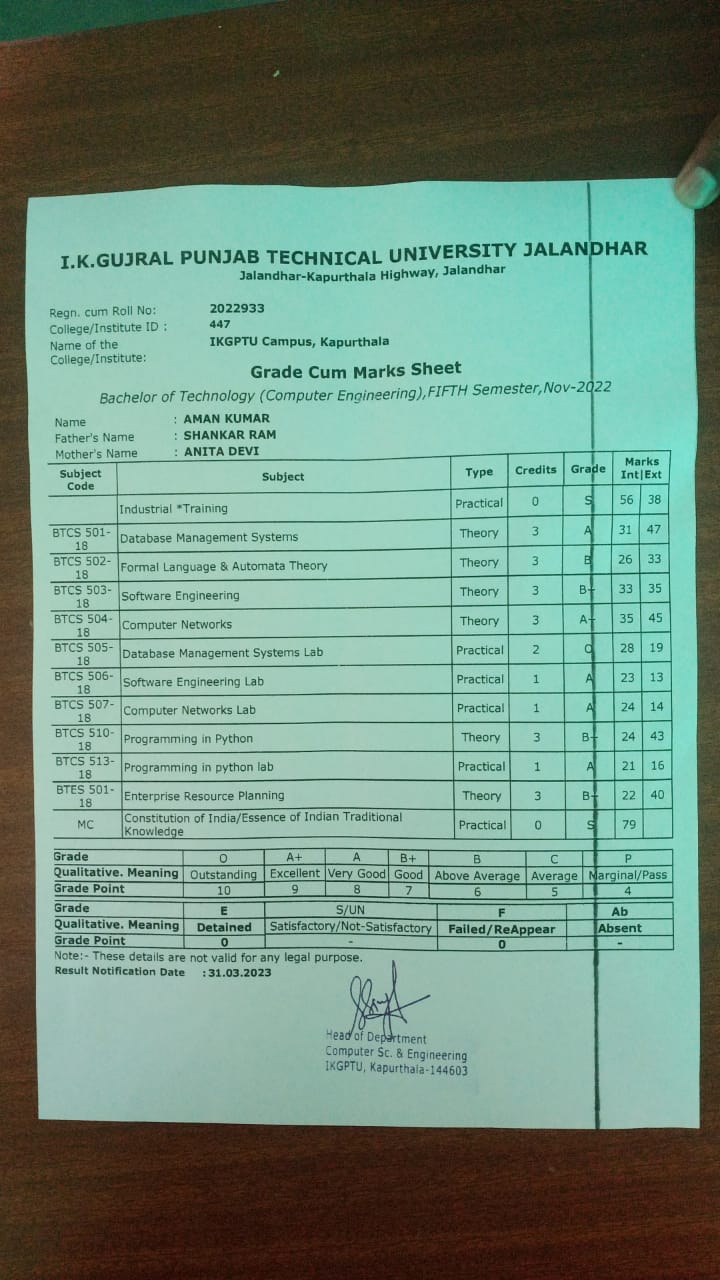 I.K.GUJRAL PUNJAB TECHNICAL UNIVERSITY JALANDHAR
Jalandhar-Kapurthala Highway, Jalandhar
Regn. cum Roll No: 2022933
College/Institute ID : 447
Name of the College/Institute: IKGPTU Campus, Kapurthala
Grade Cum Marks Sheet
Bachelor of Technology (Computer Engineering),FIFTH Semester,Nov-2022
Name : AMAN KUMAR
Father's Name : SHANKAR RAM
Mother's Name : ANITA DEVI
Subject Code Subject Type Credits Grade Marks Int|Ext
Industrial *Training Practical 0 S 56 38
BTCS 501-18 Database Management Systems Theory 3 A 31 47
BTCS 502-18 Formal Language & Automata Theory Theory 3 B 26 33
BTCS 503-18 Software Engineering Theory 3 B+ 33 35
BTCS 504-18 Computer Networks Theory 3 A+ 35 45
BTCS 505-18 Database Management Systems Lab Practical 2 O 28 19
BTCS 506-18 Software Engineering Lab Practical 1 A 23 13
BTCS 507-18 Computer Networks Lab Practical 1 A 24 14
BTCS 510-18 Programming in Python Theory 3 B+ 24 43
BTCS 513-18 Programming in python lab Practical 1 A 21 16
BTES 501-18 Enterprise Resource Planning Theory 3 B+ 22 40
MC Constitution of India/Essence of Indian Traditional Knowledge Practical 0 S 79
Grade O A+ A B+ B C P
Qualitative. Meaning Outstanding Excellent Very Good Good Above Average Average Marginal/Pass
Grade Point 10 9 8 7 6 5 4
Grade E S/UN F Ab
Qualitative. Meaning Detained Satisfactory/Not-Satisfactory Failed/ReAppear Absent
Grade Point 0 - 0 -
Note:- These details are not valid for any legal purpose.
Result Notification Date :31.03.2023
Head of Department
Computer Sc. & Engineering
IKGPTU, Kapurthala-144603